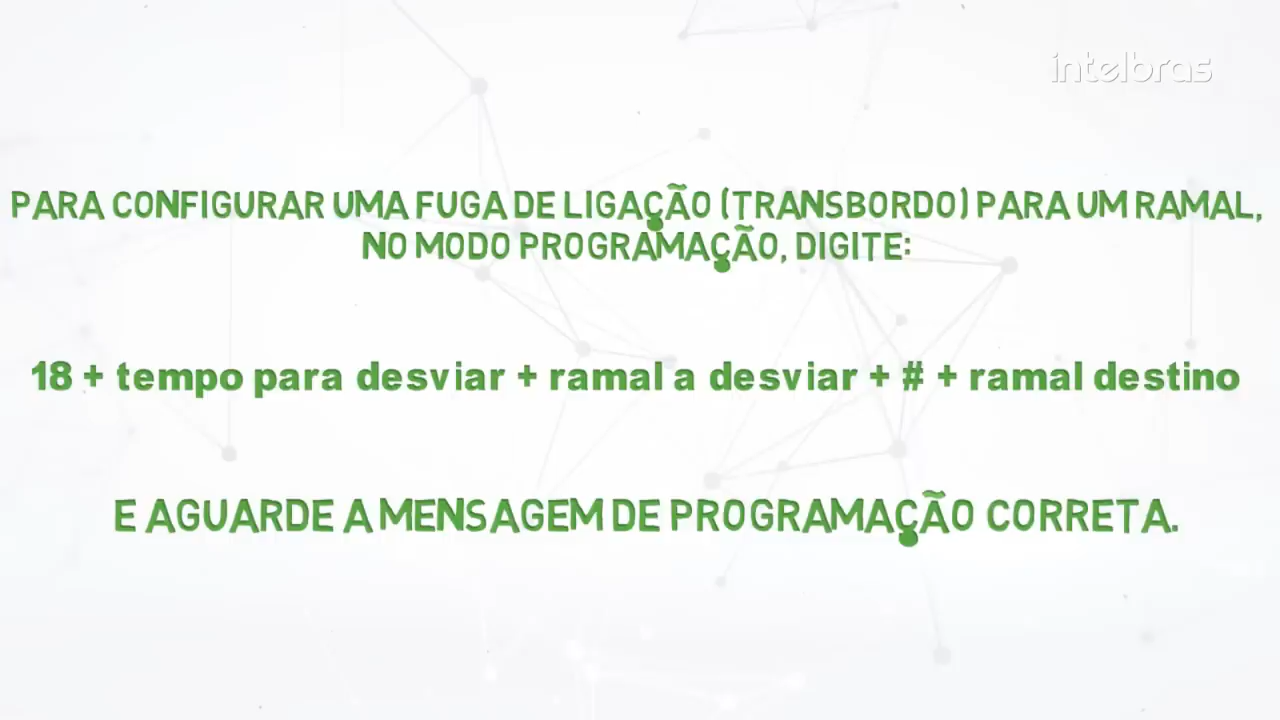 intelbras
PARA CONFIGURAR UMA FUGA DE LIGAÇÃO (TRANSBORDO) PARA UM RAMAL,
NO MODO PROGRAMAÇÃO, DIGITE:
18 + tempo para desviar + ramal a desviar + # + ramal destino
E AGUARDE A MENSAGEM DE PROGRAMAÇÃO CORRETA.